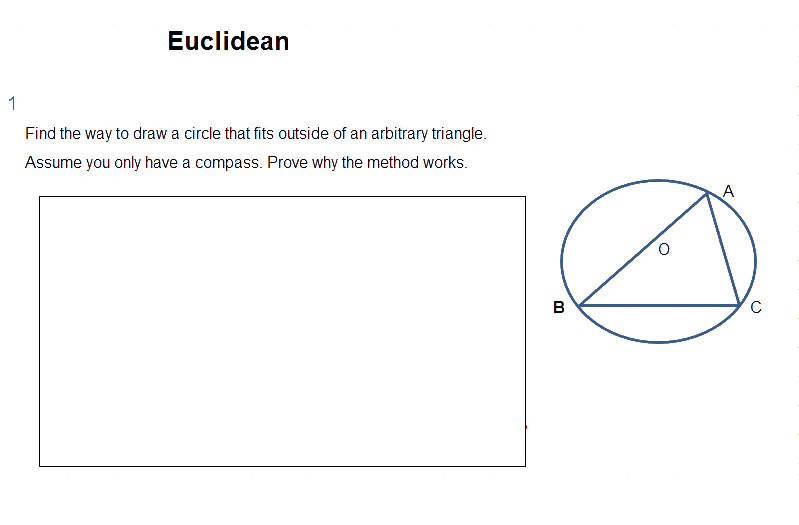 Euclidean
1
Find the way to draw a circle that fits outside of an arbitrary triangle.
Assume you only have a compass. Prove why the method works.
A
O
B
C